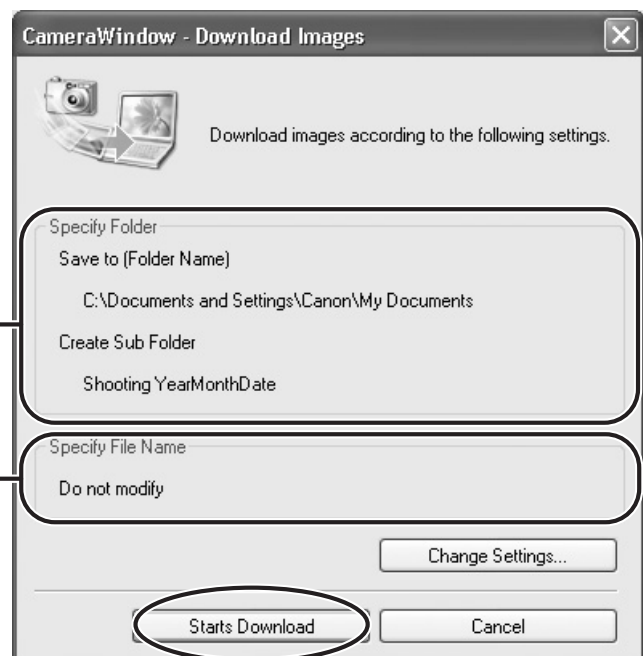 CameraWindow - Download Images
Download images according to the following settings.
Specify Folder
Save to (Folder Name)
C:\Documents and Settings\Canon\My Documents
Create Sub Folder
Shooting YearMonthDate
Specify File Name
Do not modify
Change Settings...
Starts Download
Cancel